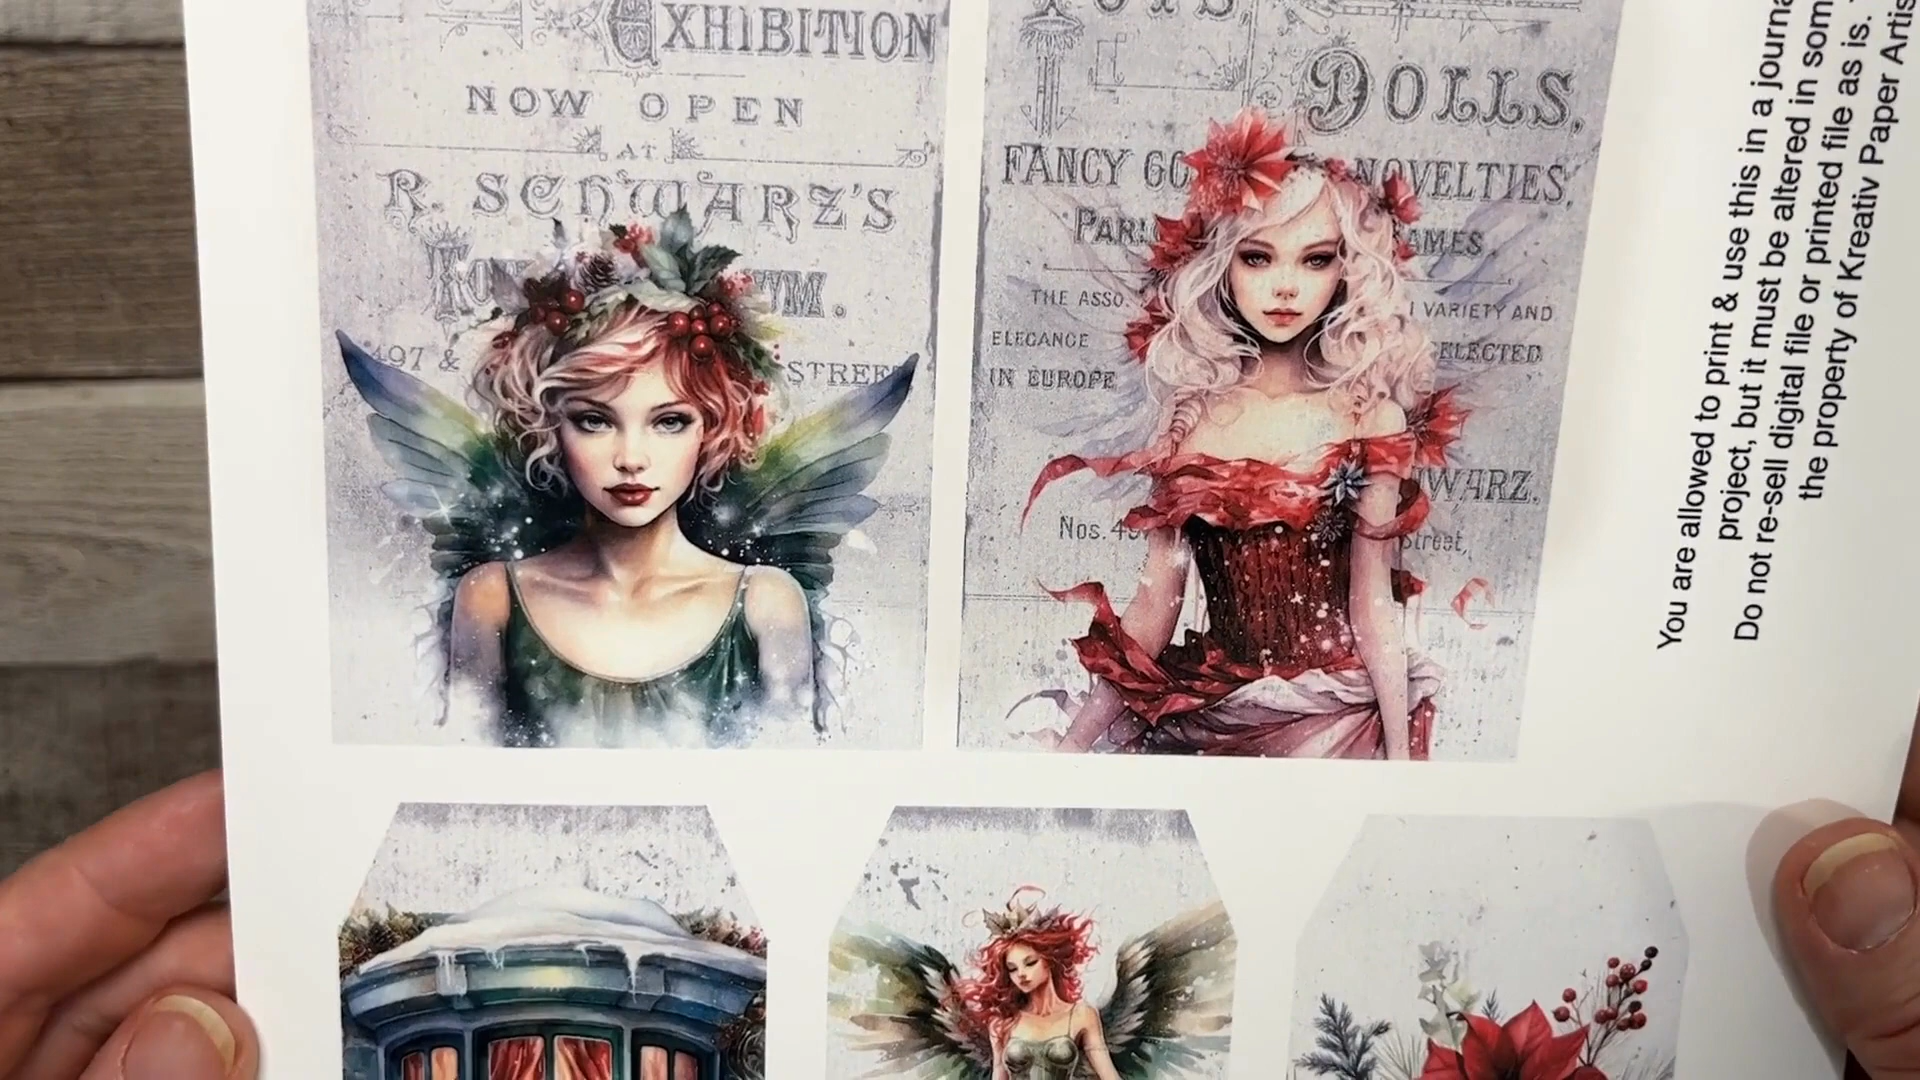 EXHIBITION
NOW OPEN
AT
R. SCHWARZ'S
497 &
STREET
DOLLS,
FANCY GO
NOVELTIES,
THE ASSO.
VARIETY AND
ELEGANCE
SELECTED
IN EUROPE
WARZ.
Nos. 49
Street,
You are allowed to print & use this in a journa
project, but it must be altered in som
Do not re-sell digital file or printed file as is.
the property of Kreativ Paper Artis